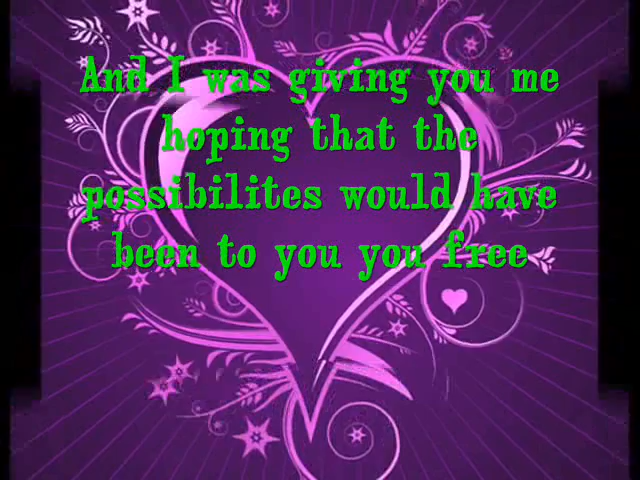 And I was giving you me
hoping that the
possibilites would have
been to you you free